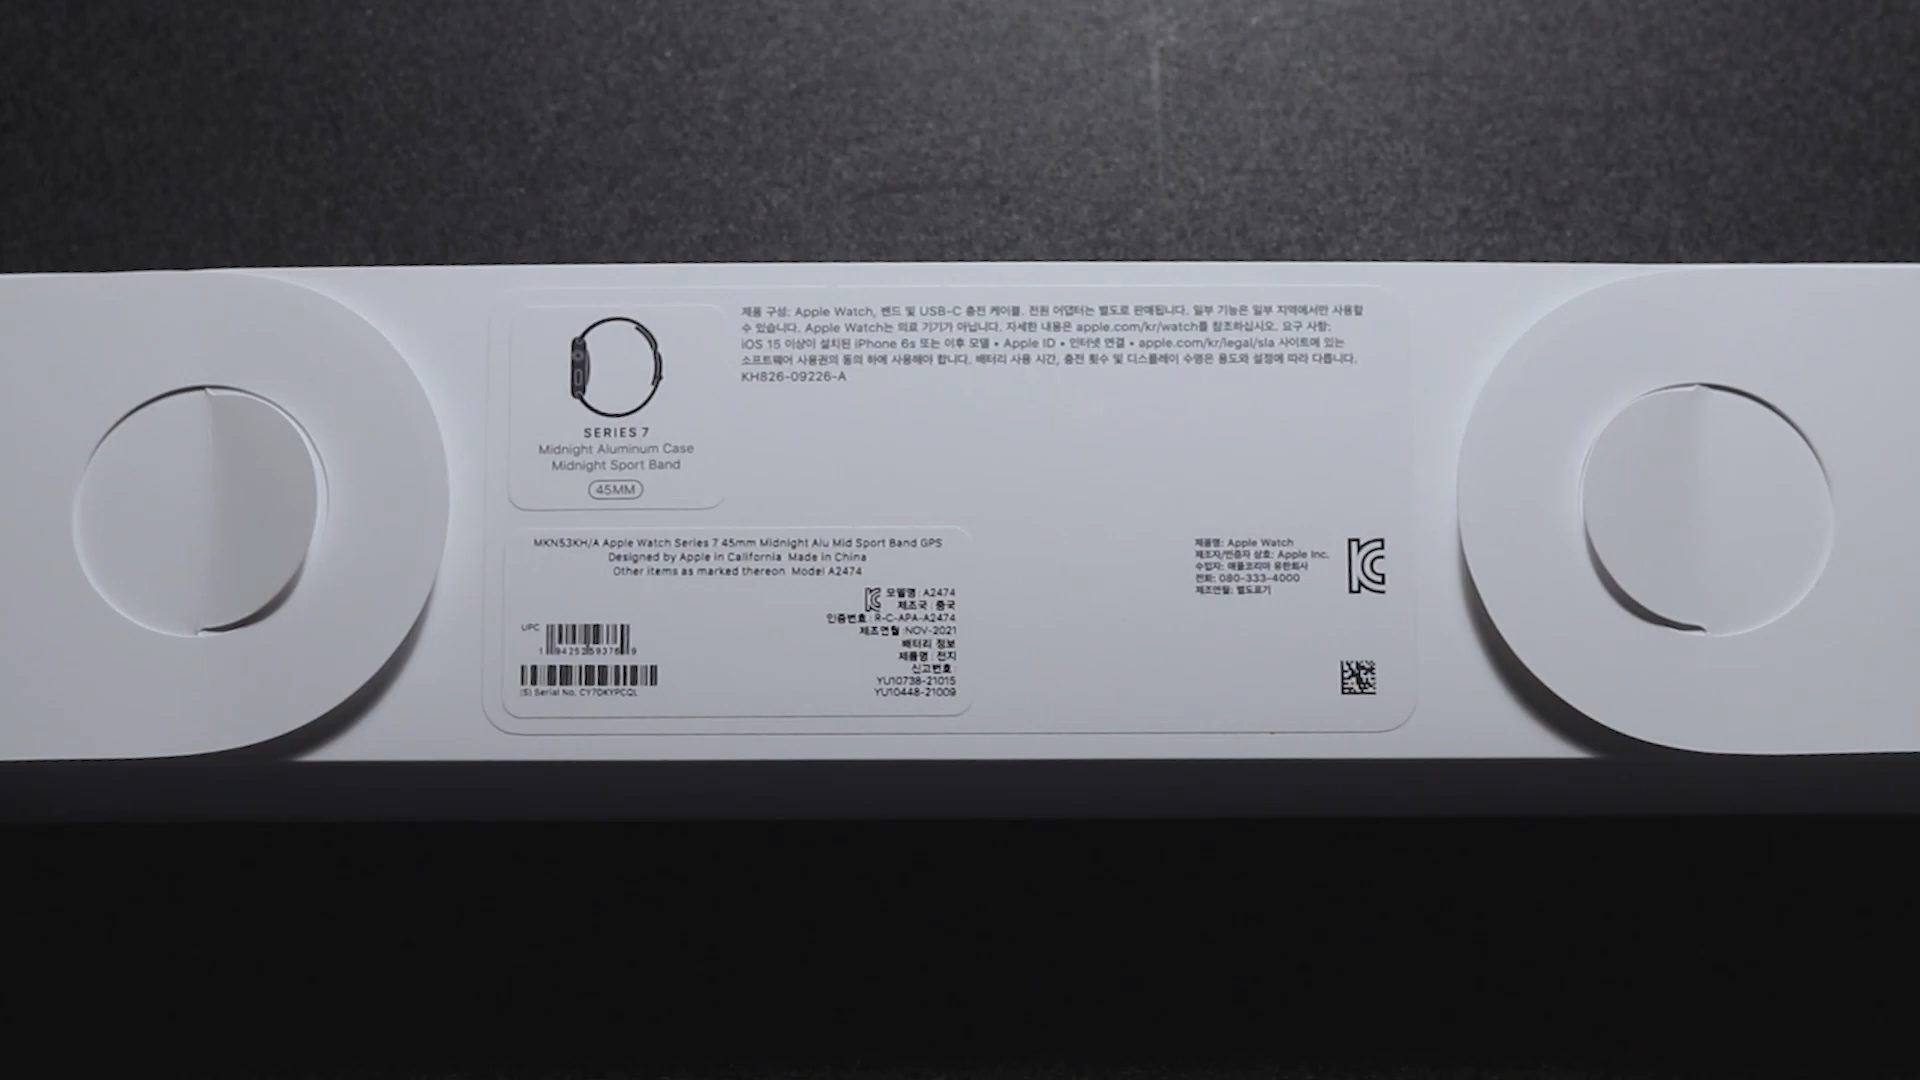 제품 구성: Apple Watch, 밴드 및 USB-C 충전 케이블. 전원 어댑터는 별도로 판매됩니다. 일부 기능은 일부 지역에서만 사용할
수 있습니다. Apple Watch는 의료 기기가 아닙니다. 자세한 내용은 apple.com/kr/watch를 참조하십시오. 요구 사항:
iOS 15 이상이 설치된 iPhone 6s 또는 이후 모델 • Apple ID • 인터넷 연결 • apple.com/kr/legal/sla 사이트에 있는
소프트웨어 사용권의 동의 하에 사용해야 합니다. 배터리 사용 시간, 충전 횟수 및 디스플레이 수명은 용도와 설정에 따라 다릅니다.
KH826-09226-A
SERIES 7
Midnight Aluminum Case
Midnight Sport Band
45MM
MKN53KH/A Apple Watch Series 7 45mm Midnight Alu Mid Sport Band GPS
Designed by Apple in California Made in China
Other items as marked thereon Model A2474
모델명 : A2474
제조국 : 중국
인증번호 : R-C-APA-A2474
제조연월 : NOV-2021
배터리 정보
제품명 : 전지
신고번호 :
YU10738-21015
YU10448-21009
UPC
(S) Serial No. CY7DKYPCQL
제품명: Apple Watch
제조자/인증자 상호: Apple Inc.
수입자: 애플코리아 유한회사
전화: 080-333-4000
제조연월: 별도표기